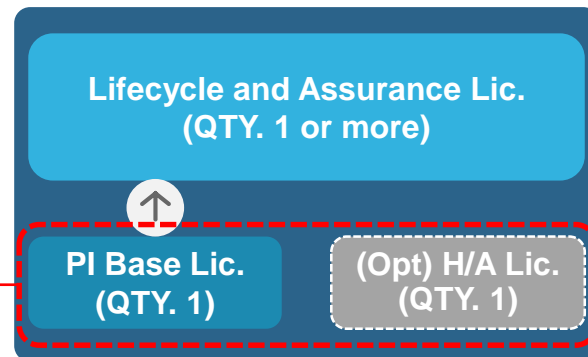 Lifecycle and Assurance Lic.
(QTY. 1 or more)
PI Base Lic.
(QTY. 1)
(Opt) H/A Lic.
(QTY. 1)